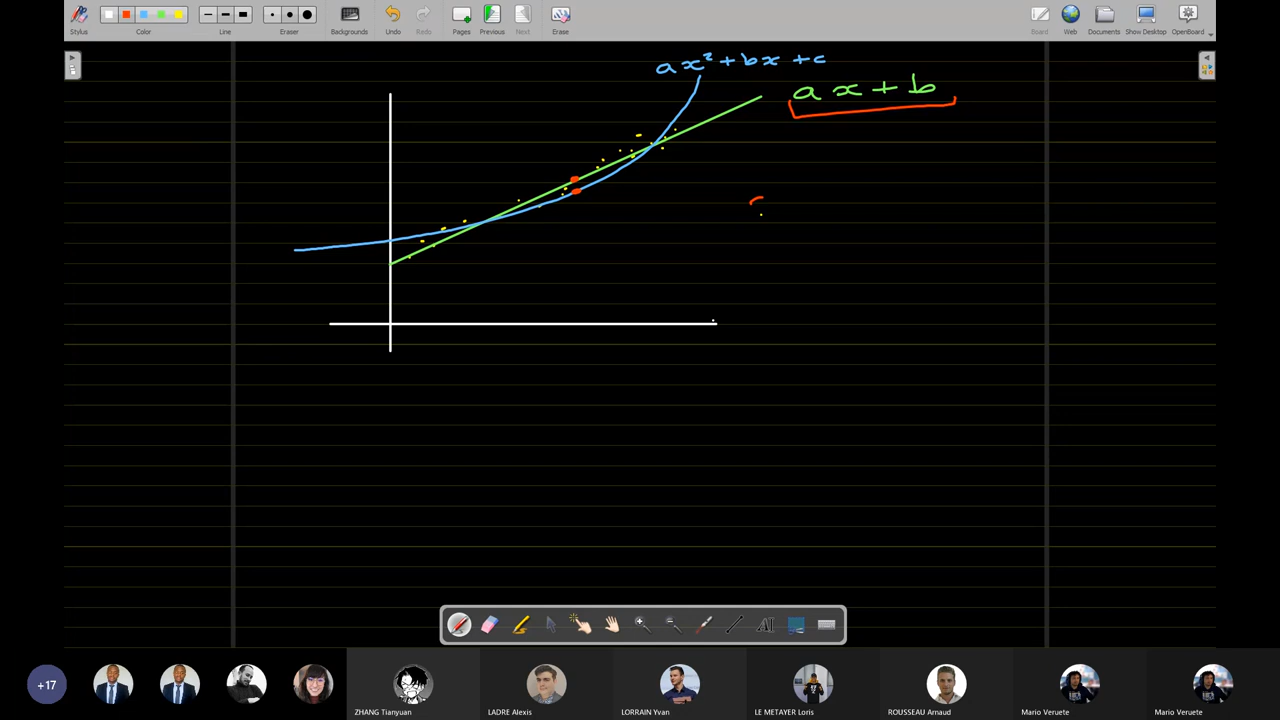 Stylus
Color
Line
Eraser
Backgrounds
Undo
Redo
Pages
Previous
Next
Erase
Board
Web
Documents
Show Desktop
OpenBoard
ax² + bx + c
ax + b
+17
ZHANG Tianyuan
LADRE Alexis
LORRAIN Yvan
LE METAYER Loris
ROUSSEAU Arnaud
Mario Veruete
Mario Veruete